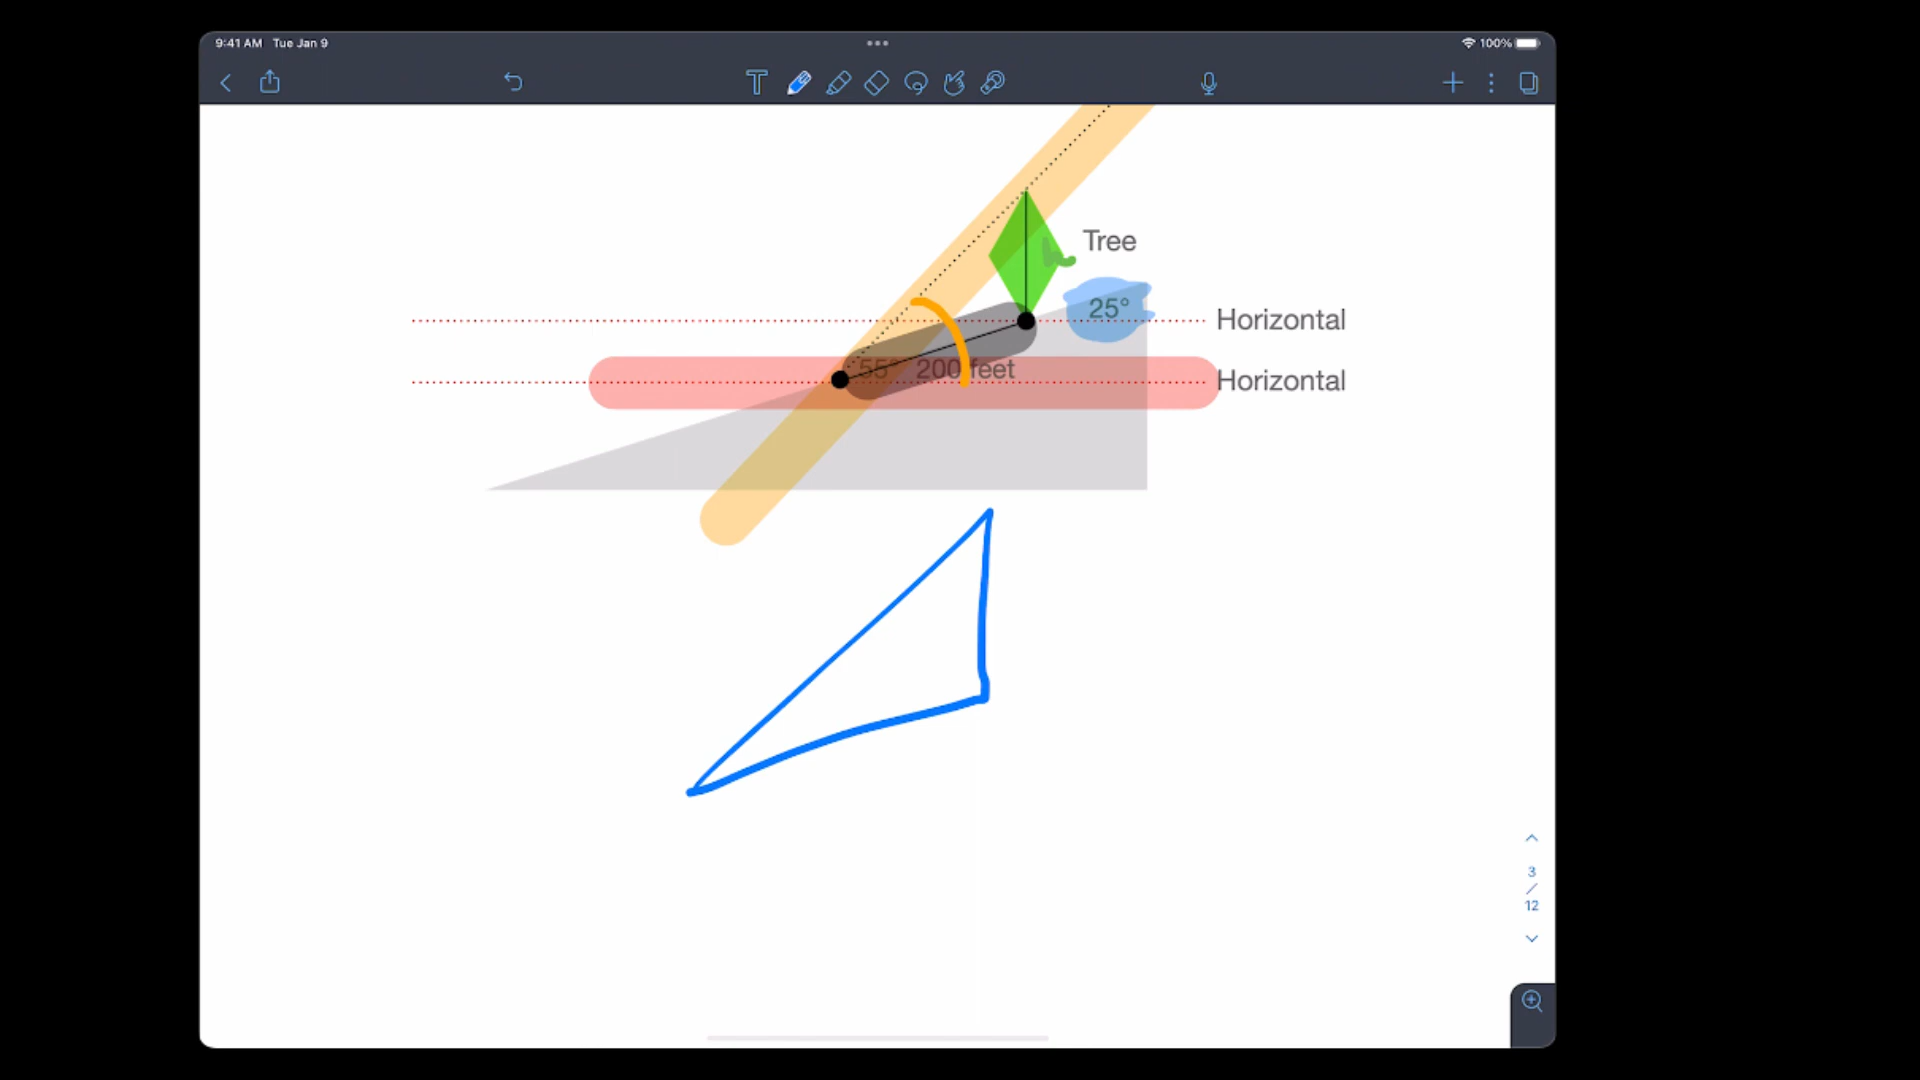 9:41 AM Tue Jan 9
100%
h
Tree
25°
Horizontal
55° 200 feet
Horizontal
3
/
12